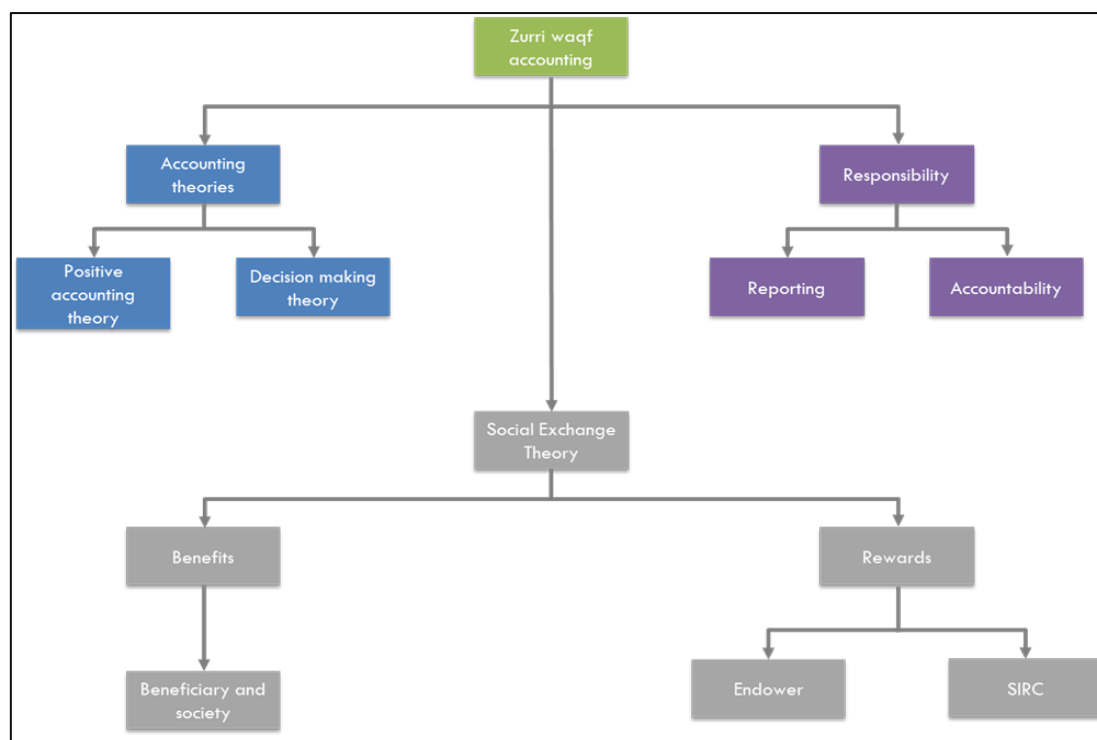 Zurri waqf
accounting
Accounting
theories
Responsibility
Positive
accounting
theory
Decision making
theory
Reporting
Accountability
Social Exchange
Theory
Benefits
Rewards
Beneficiary and
society
Endower
SIRC